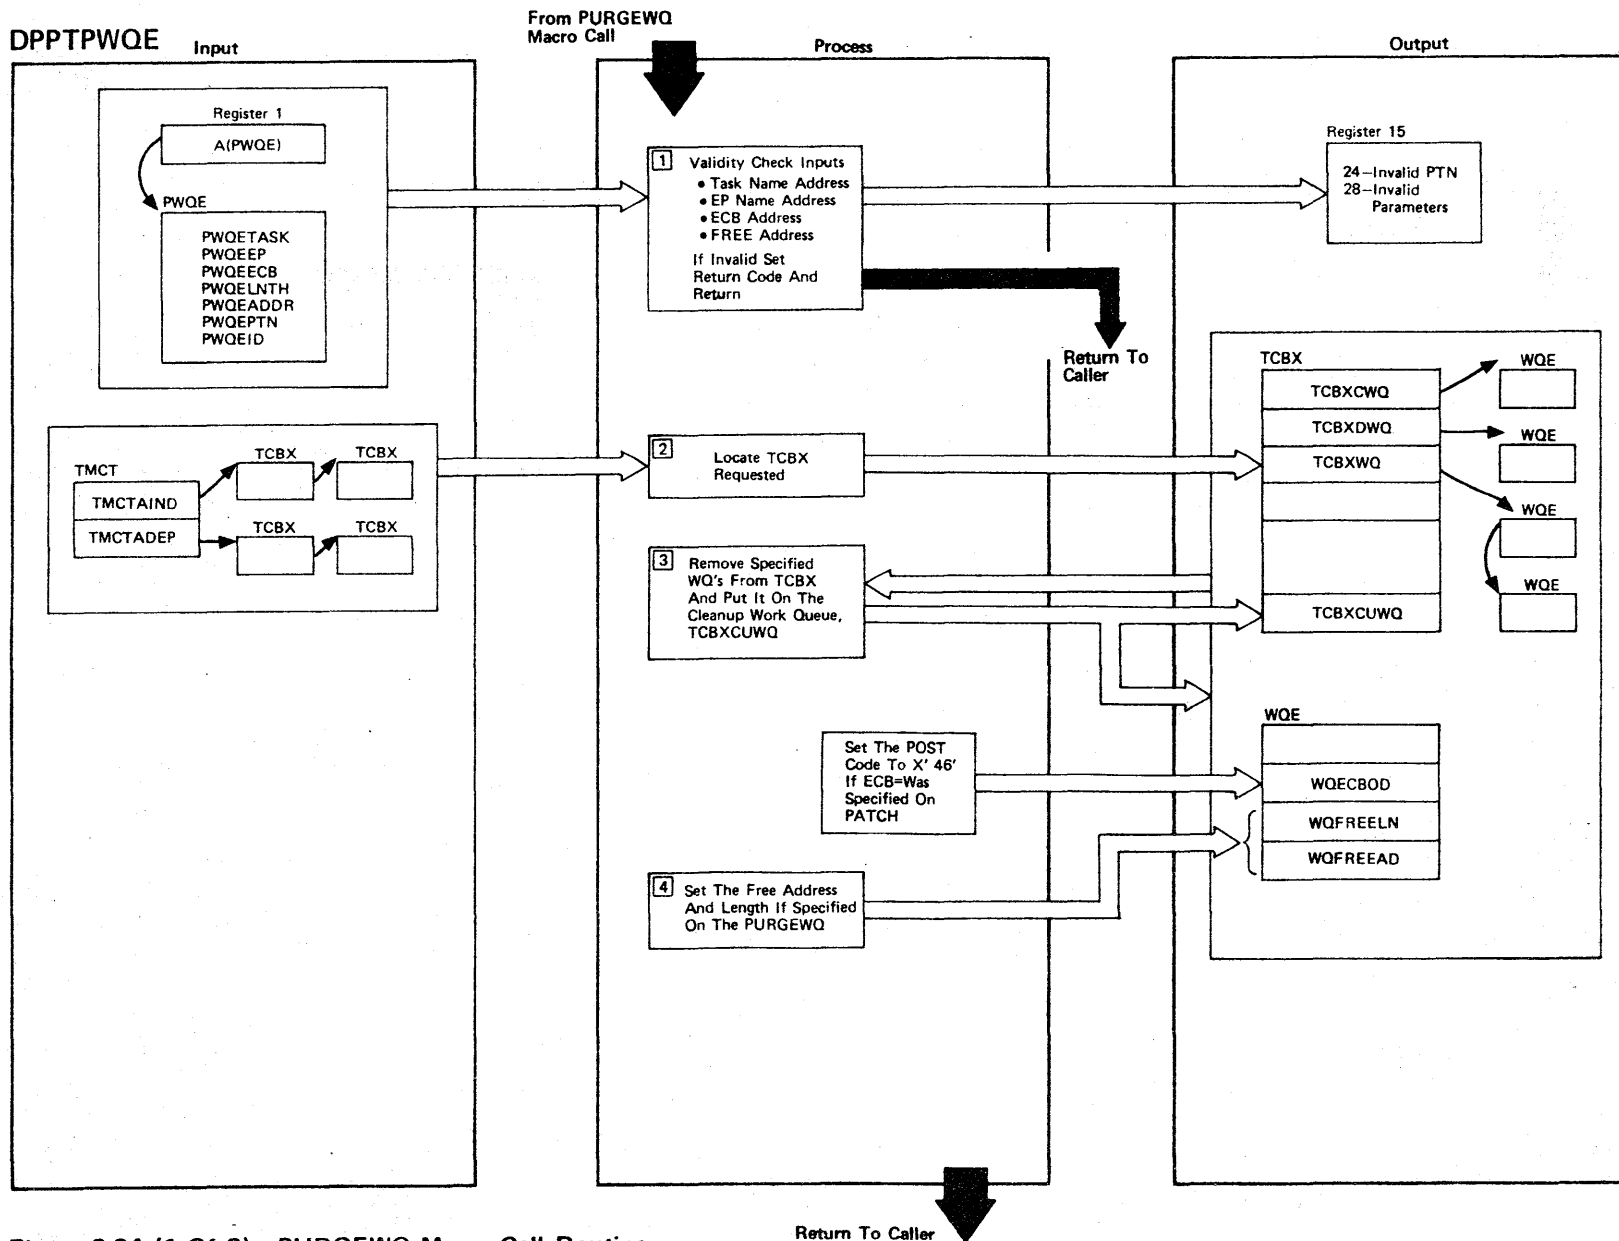 DPPTPWQE
Input
From PURGEWQ
Macro Call
Process
Output
Register 1
A(PWQE)
PWQE
PWQETASK
PWQEEP
PWQEECB
PWQELNTH
PWQEADDR
PWQEPTN
PWQEID
1 Validity Check Inputs
• Task Name Address
• EP Name Address
• ECB Address
• FREE Address
If Invalid Set
Return Code And
Return
Register 15
24—Invalid PTN
28—Invalid
Parameters
Return To
Caller
TMCT
TMCTAIND
TMCTADEP
TCBX
TCBX
TCBX
TCBX
2 Locate TCBX
Requested
3 Remove Specified
WQ's From TCBX
And Put It On The
Cleanup Work Queue,
TCBXCUWQ
TCBX
TCBXCWQ
TCBXDWQ
TCBXWQ
TCBXCUWQ
WQE
WQE
WQE
WQE
Set The POST
Code To X' 46'
If ECB=Was
Specified On
PATCH
WQE
WQECBOD
WQFREELN
WQFREEAD
4 Set The Free Address
And Length If Specified
On The PURGEWQ
Return To Caller